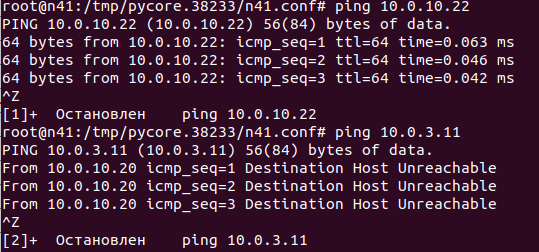 root@n41:/tmp/pycore.38233/n41.conf# ping 10.0.10.22
PING 10.0.10.22 (10.0.10.22) 56(84) bytes of data.
64 bytes from 10.0.10.22: icmp_seq=1 ttl=64 time=0.063 ms
64 bytes from 10.0.10.22: icmp_seq=2 ttl=64 time=0.046 ms
64 bytes from 10.0.10.22: icmp_seq=3 ttl=64 time=0.042 ms
^Z
[1]+  Остановлен    ping 10.0.10.22
root@n41:/tmp/pycore.38233/n41.conf# ping 10.0.3.11
PING 10.0.3.11 (10.0.3.11) 56(84) bytes of data.
From 10.0.10.20 icmp_seq=1 Destination Host Unreachable
From 10.0.10.20 icmp_seq=2 Destination Host Unreachable
From 10.0.10.20 icmp_seq=3 Destination Host Unreachable
^Z
[2]+  Остановлен    ping 10.0.3.11